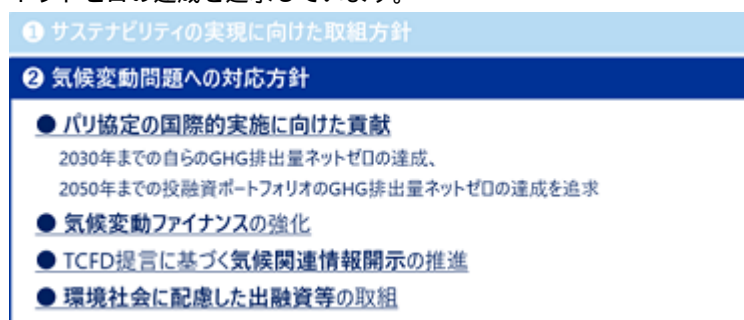 ❶ サステナビリティの実現に向けた取組方針
❷ 気候変動問題への対応方針
● パリ協定の国際的実施に向けた貢献
2030年までの自らのGHG排出量ネットゼロの達成、
2050年までの投融資ポートフォリオのGHG排出量ネットゼロの達成を追求
● 気候変動ファイナンスの強化
● TCFD提言に基づく気候関連情報開示の推進
● 環境社会に配慮した出融資等の取組